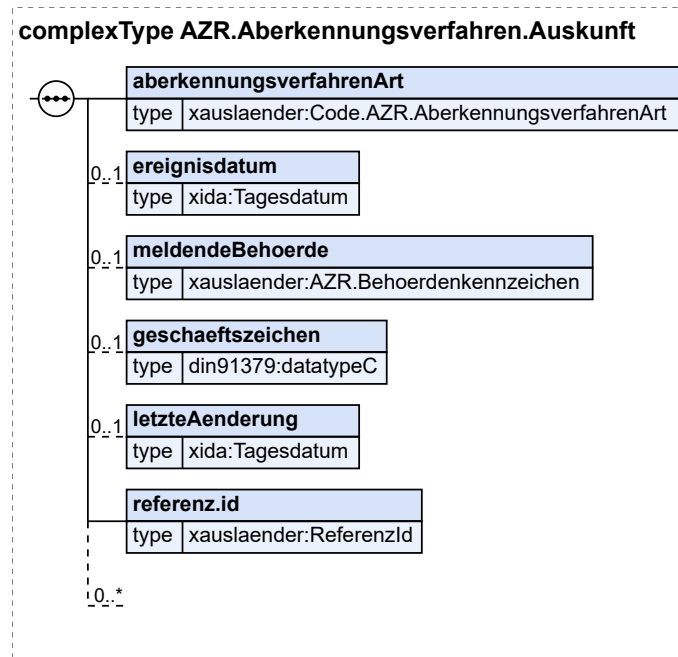 complexType AZR.Aberkennungsverfahren.Auskunft
aberkennungsverfahrenArt
type xauslaender:Code.AZR.AberkennungsverfahrenArt
0..1 ereignisdatum
type xida:Tagesdatum
0..1 meldendeBehoerde
type xauslaender:AZR.Behoerdenkennzeichen
0..1 geschaeftszeichen
type din91379:datatypeC
0..1 letzteAenderung
type xida:Tagesdatum
referenz.id
type xauslaender:ReferenzId
0..*